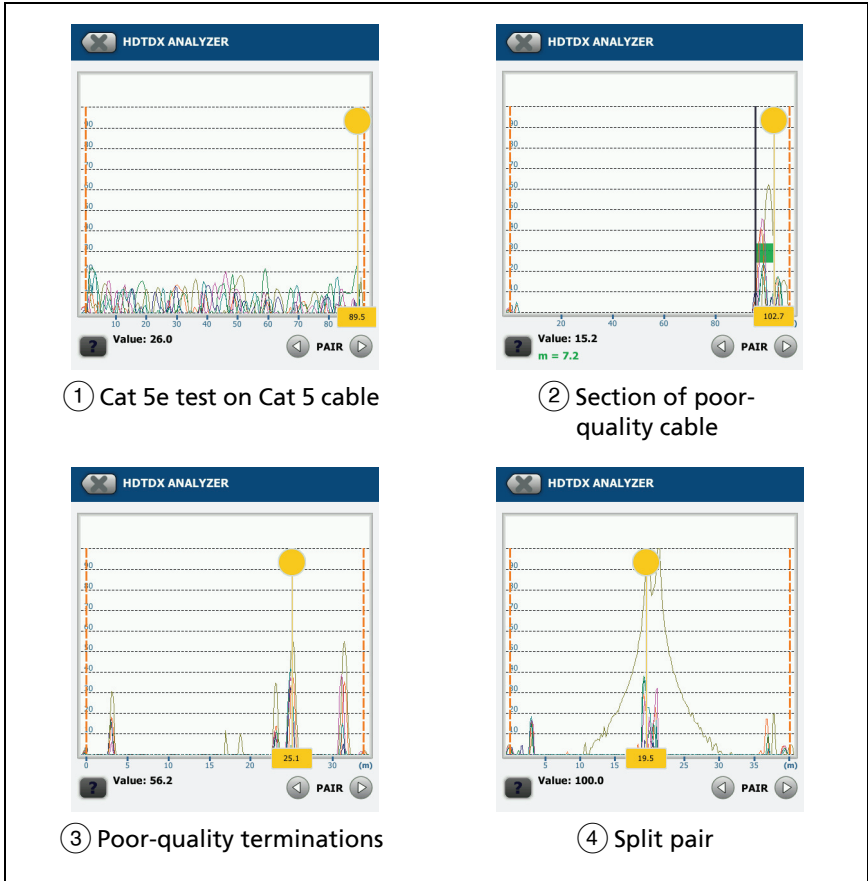 HDTDX ANALYZER
90
80
70
60
50
40
30
20
10
0
10 20 30 40 50 60 70 80
89.5
? Value: 26.0 PAIR
1 Cat 5e test on Cat 5 cable
HDTDX ANALYZER
90
80
70
60
50
40
30
20
10
0
20 40 60 80 )
102.7
? Value: 15.2 PAIR
m = 7.2
2 Section of poor-
quality cable
HDTDX ANALYZER
90
80
70
60
50
40
30
20
10
0 5 10 15 20 30 (m)
25.1
? Value: 56.2 PAIR
3 Poor-quality terminations
HDTDX ANALYZER
90
80
70
60
50
40
30
20
10
5 10 15 25 30 35 (m)
19.5
? Value: 100.0 PAIR
4 Split pair